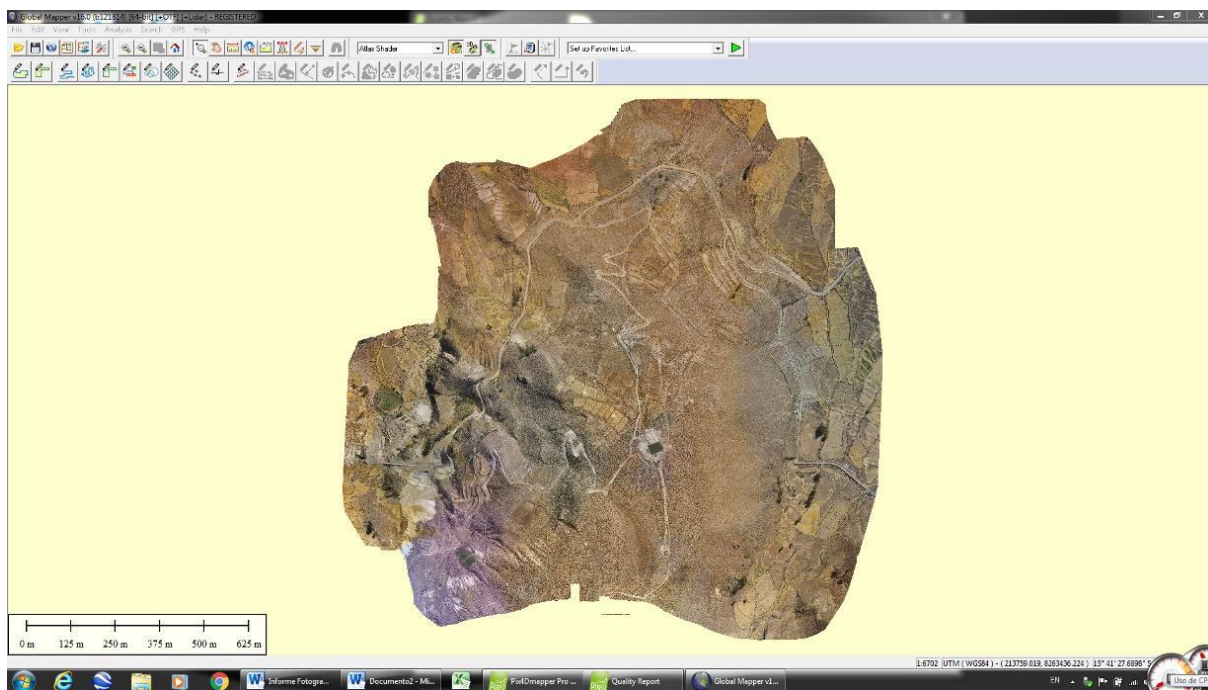 Global Mapper v16.0 (b121814) [64-bit] [+OTF] [+Lidar] - REGISTERED
File Edit View Tools Analysis Search GPS Help
Atlas Shader
Set up Favorites List...
0 m 125 m 250 m 375 m 500 m 625 m
1:6702 UTM ( WGS84 ) - ( 213759.019, 8263436.224 ) 15° 41' 27.6898" S
Informe Fotogra... Documento2 - Mi... Pix4Dmapper Pro ... Quality Report Global Mapper v1... EN Uso de CP